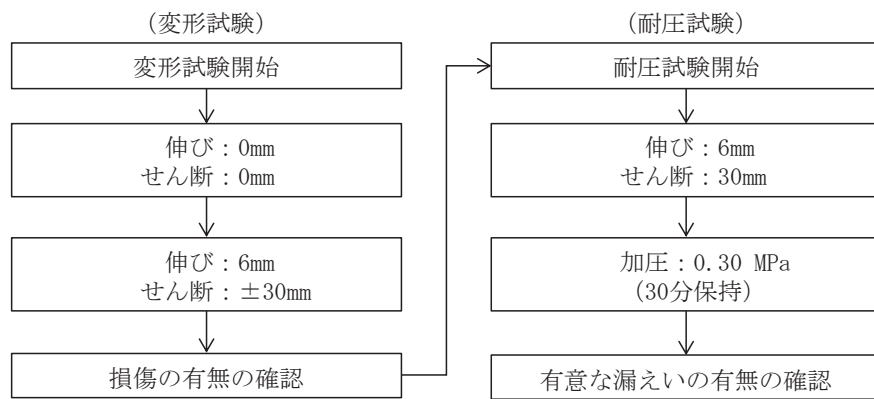 (変形試験)
変形試験開始
伸び:0mm
せん断:0mm
伸び:6mm
せん断:±30mm
損傷の有無の確認
(耐圧試験)
耐圧試験開始
伸び:6mm
せん断:30mm
加圧:0.30 MPa
(30分保持)
有意な漏えいの有無の確認